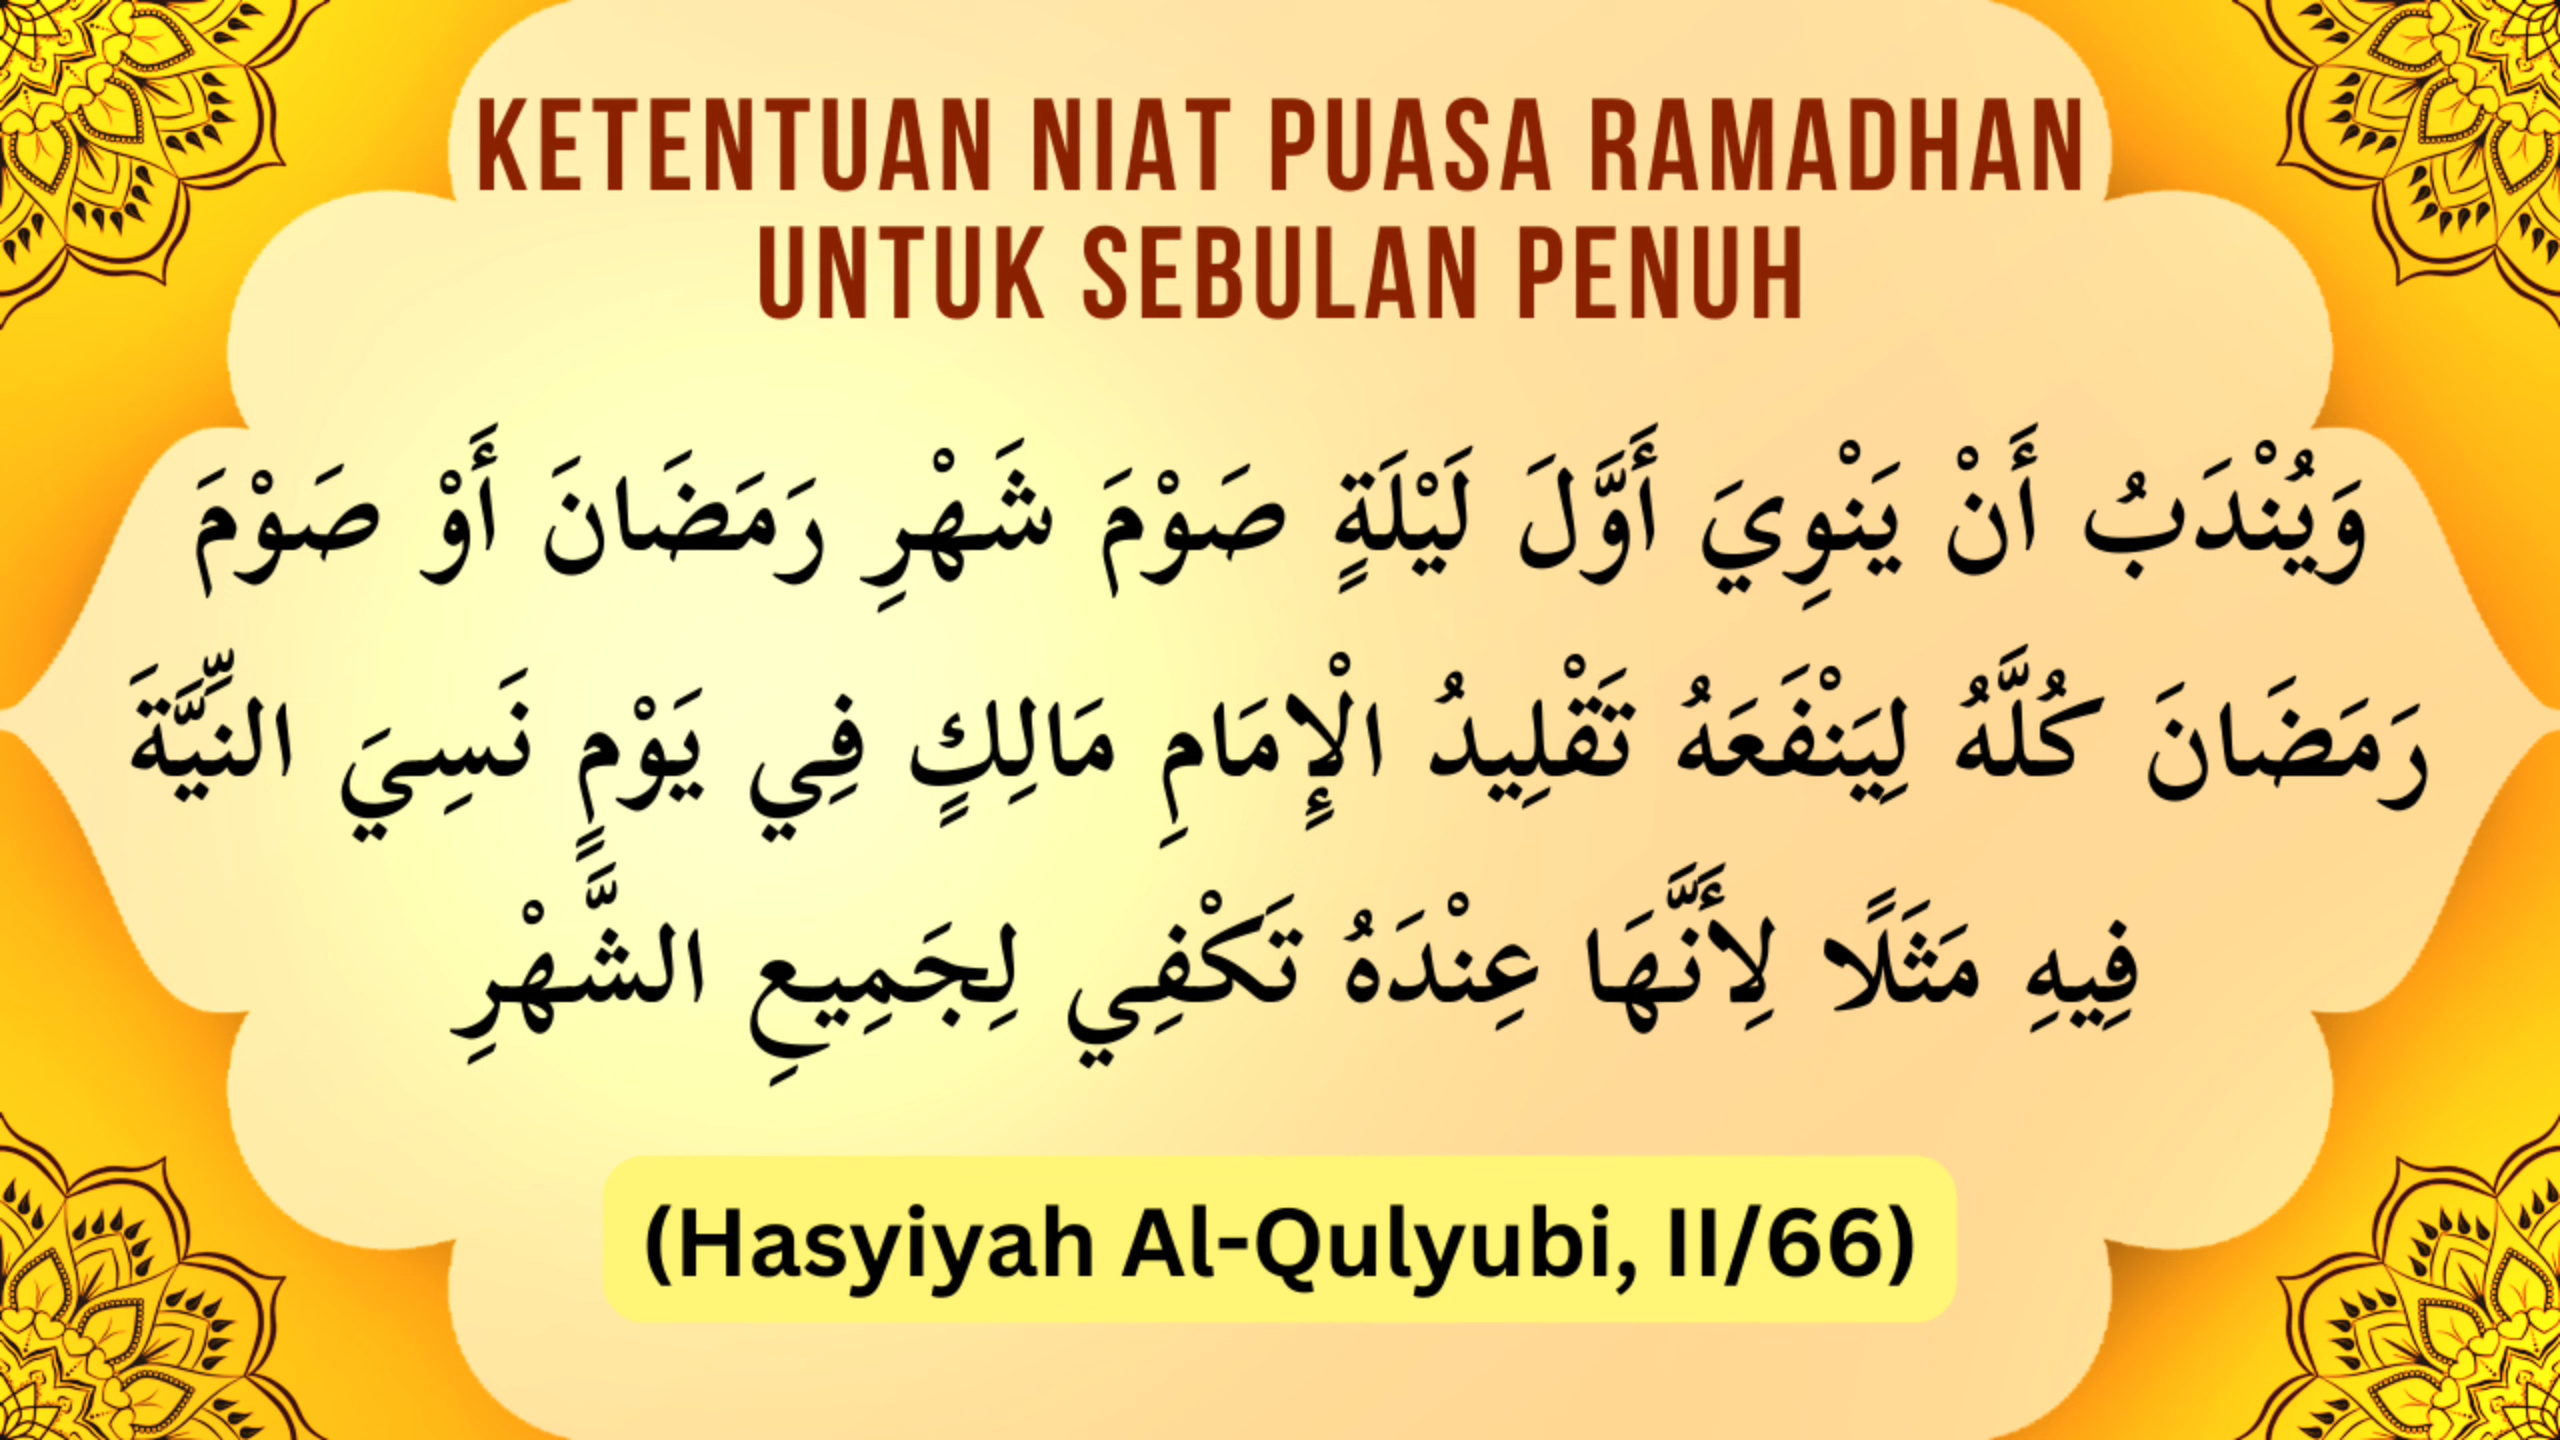 KETENTUAN NIAT PUASA RAMADHAN
UNTUK SEBULAN PENUH
وَيُنْدَبُ أَنْ يَنْوِيَ أَوَّلَ لَيْلَةٍ صَوْمَ شَهْرِ رَمَضَانَ أَوْ صَوْمَ
رَمَضَانَ كُلَّهُ لِيَنْفَعَهُ تَقْلِيدُ الْإِمَامِ مَالِكٍ فِي يَوْمٍ نَسِيَ النِّيَّةَ
فِيهِ مَثَلًا لِأَنَّهَا عِنْدَهُ تَكْفِي لِجَمِيعِ الشَّهْرِ
(Hasyiyah Al-Qulyubi, II/66)